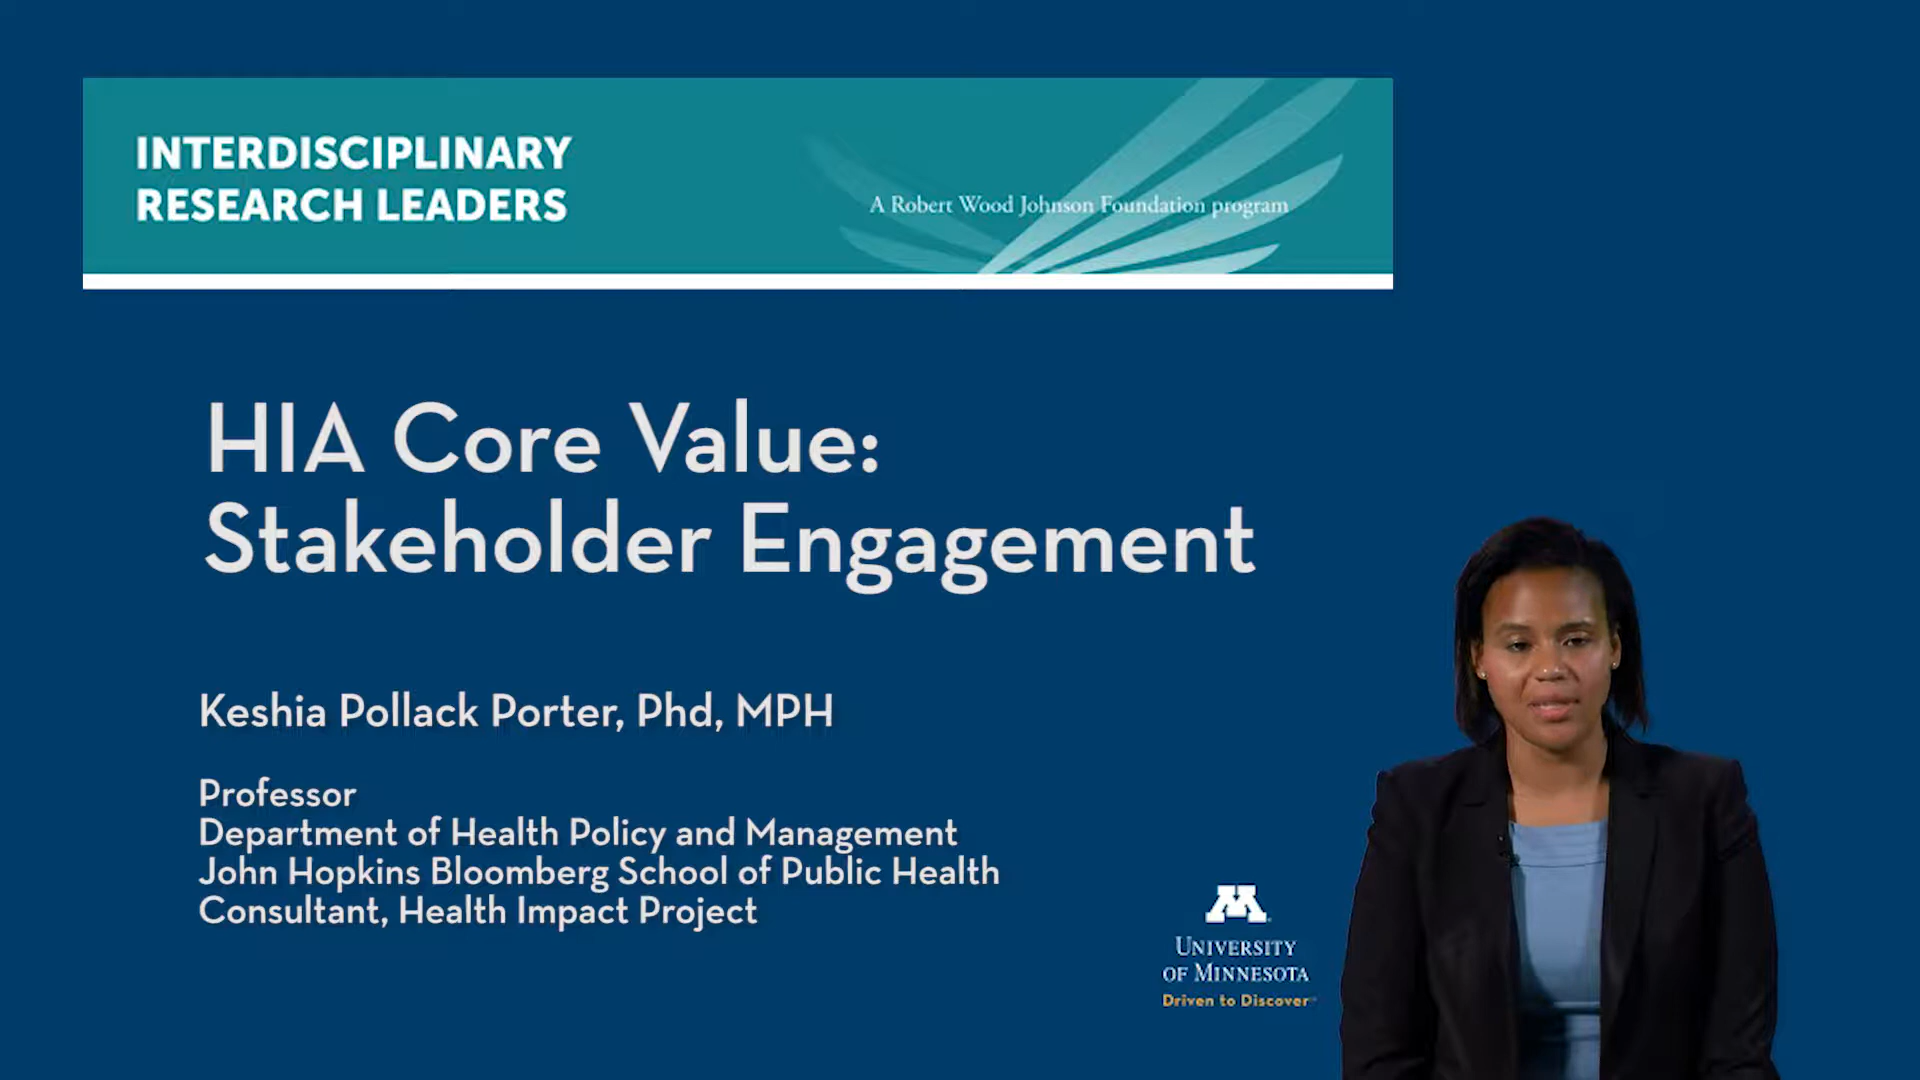 INTERDISCIPLINARY
RESEARCH LEADERS
A Robert Wood Johnson Foundation program
HIA Core Value:
Stakeholder Engagement
Keshia Pollack Porter, Phd, MPH
Professor
Department of Health Policy and Management
John Hopkins Bloomberg School of Public Health
Consultant, Health Impact Project
M
UNIVERSITY
OF MINNESOTA
Driven to Discover